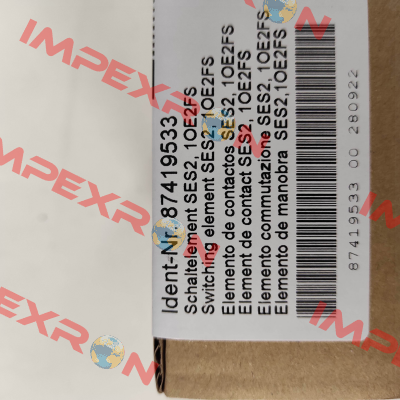 Ident-Nr. 87419533
Schaltelement SES2, 1OE2FS
Switching element SES2, 1OE2FS
Elemento de contactos SES2, 1OE2FS
Element de contact SES2, 1OE2FS
Elemento commutazione SES2, 1OE2FS
Elemento de manobra SES2, 1OE2FS
87419533 00 280922
IMPEXRON
IMPEXRON
IMPEXRON